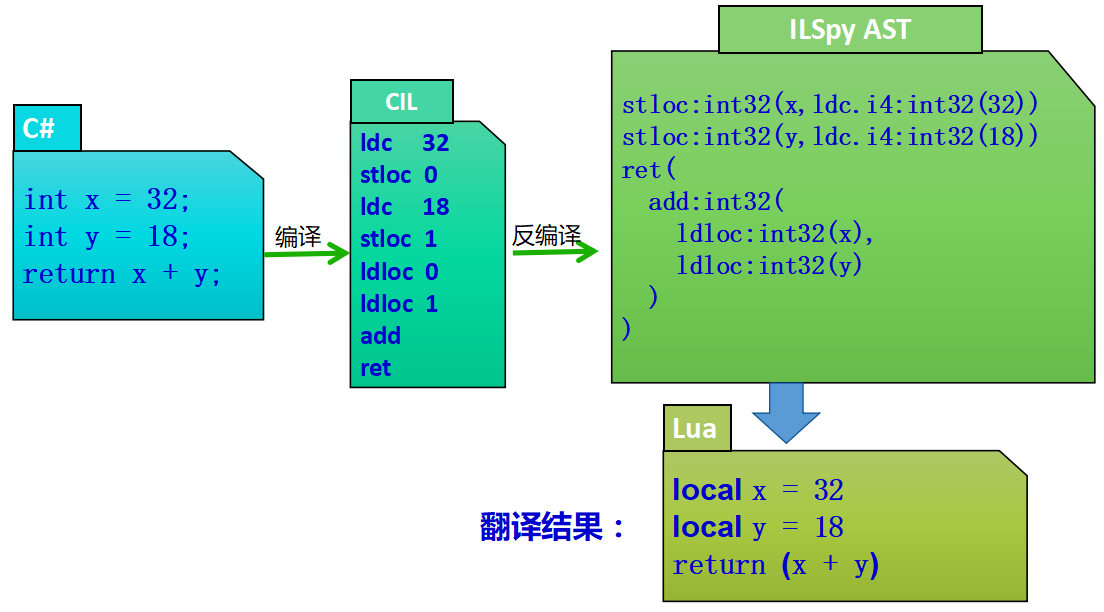 C#
int x = 32;
int y = 18;
return x + y;
编译
CIL
ldc 32
stloc 0
ldc 18
stloc 1
ldloc 0
ldloc 1
add
ret
反编译
ILSpy AST
stloc:int32(x,ldc.i4:int32(32))
stloc:int32(y,ldc.i4:int32(18))
ret(
add:int32(
ldloc:int32(x),
ldloc:int32(y)
)
)
翻译结果：
Lua
local x = 32
local y = 18
return (x + y)